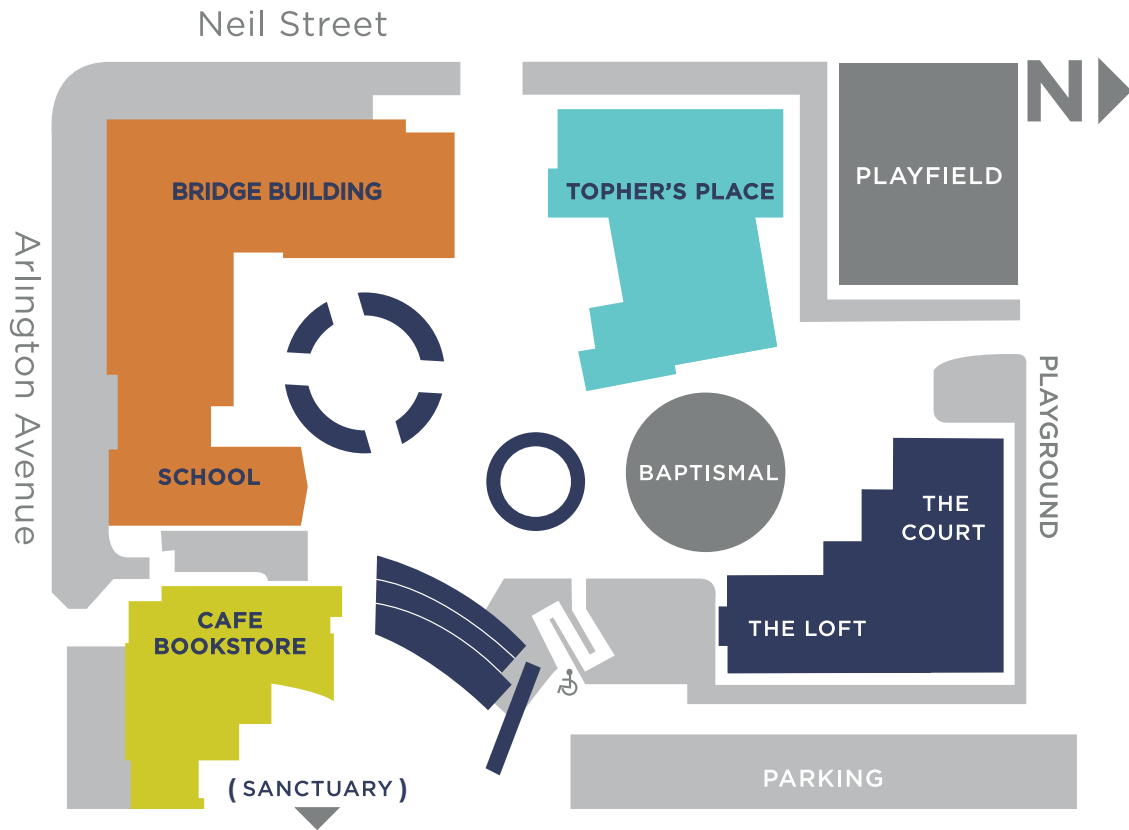 Neil Street
N
BRIDGE BUILDING
TOPHER'S PLACE
PLAYFIELD
Arlington Avenue
PLAYGROUND
SCHOOL
BAPTISMAL
THE
COURT
CAFE
BOOKSTORE
THE LOFT
( SANCTUARY )
PARKING